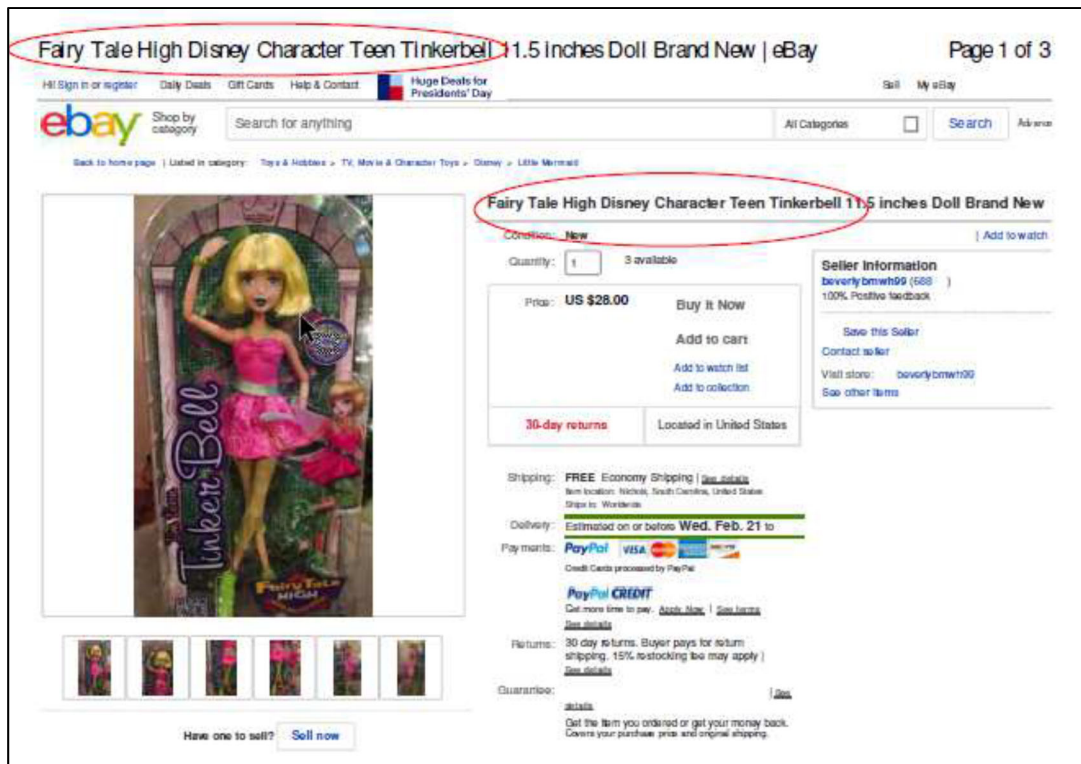 Fairy Tale High Disney Character Teen Tinkerbell 11.5 inches Doll Brand New | eBay Page 1 of 3
Hi! Sign in or register Daily Deals Gift Cards Help & Contact Huge Deals for Presidents' Day Sell My eBay
ebay Shop by category Search for anything All Categories Search
Back to home page | Listed in category: Toys & Hobbies > TV, Movie & Character Toys > Disney > Little Mermaid
Fairy Tale High Disney Character Teen Tinkerbell 11.5 inches Doll Brand New
Condition: New | Add to watch
Quantity: 1 3 available
Price: US $28.00
Buy It Now
Add to cart
Add to watch list
Add to collection
30-day returns Located in United States
Seller Information
beverlybmwh99 (688 )
100% Positive feedback
Save this Seller
Contact seller
Visit store: beverlybmwh99
See other items
Tinker Bell
Fairy Tale
HIGH
Shipping: FREE Economy Shipping | See details
Item location: Nichols, South Carolina, United States
Ships to: Worldwide
Delivery: Estimated on or before Wed. Feb. 21 to
Payments: PayPal VISA
Credit Cards processed by PayPal
PayPal CREDIT
Get more time to pay. Apply Now | See terms
See details
Returns: 30 day returns. Buyer pays for return
shipping. 15% restocking fee may apply |
See details
Guarantee: | See
details
Get the item you ordered or get your money back.
Covers your purchase price and original shipping.
Have one to sell? Sell now